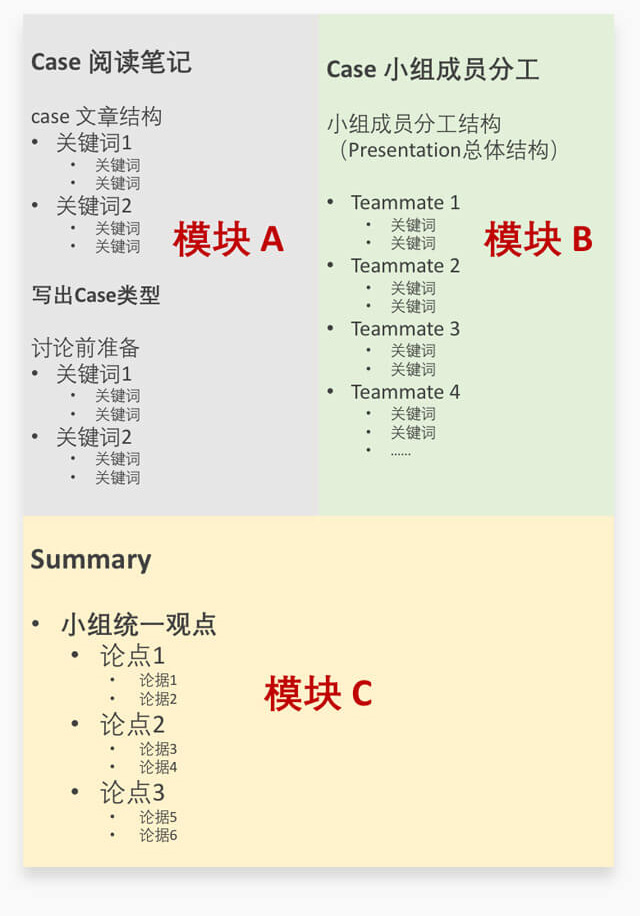 Case 阅读笔记
case 文章结构
• 关键词1
• 关键词
• 关键词
• 关键词2
• 关键词
• 关键词
模块 A
写出Case类型
讨论前准备
• 关键词1
• 关键词
• 关键词
• 关键词2
• 关键词
• 关键词
Case 小组成员分工
小组成员分工结构
（Presentation总体结构）
• Teammate 1
• 关键词
• 关键词
模块 B
• Teammate 2
• 关键词
• 关键词
• Teammate 3
• 关键词
• 关键词
• Teammate 4
• 关键词
• 关键词
• ......
Summary
• 小组统一观点
• 论点1
• 论据1
• 论据2
模块 C
• 论点2
• 论据3
• 论据4
• 论点3
• 论据5
• 论据6